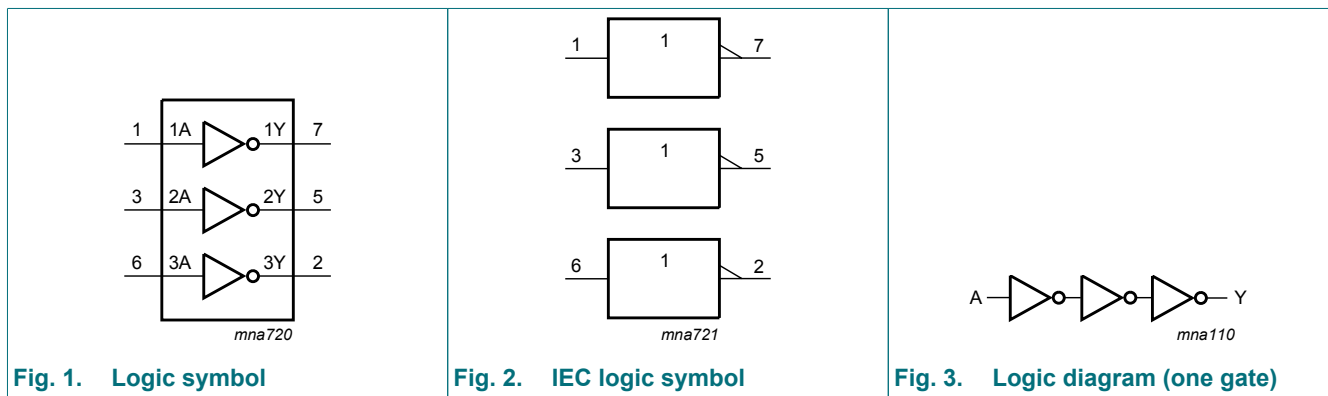 1 1A 1Y 7
3 2A 2Y 5
6 3A 3Y 2
mna720
Fig. 1. Logic symbol
1 1 7
3 1 5
6 1 2
mna721
Fig. 2. IEC logic symbol
A Y
mna110
Fig. 3. Logic diagram (one gate)